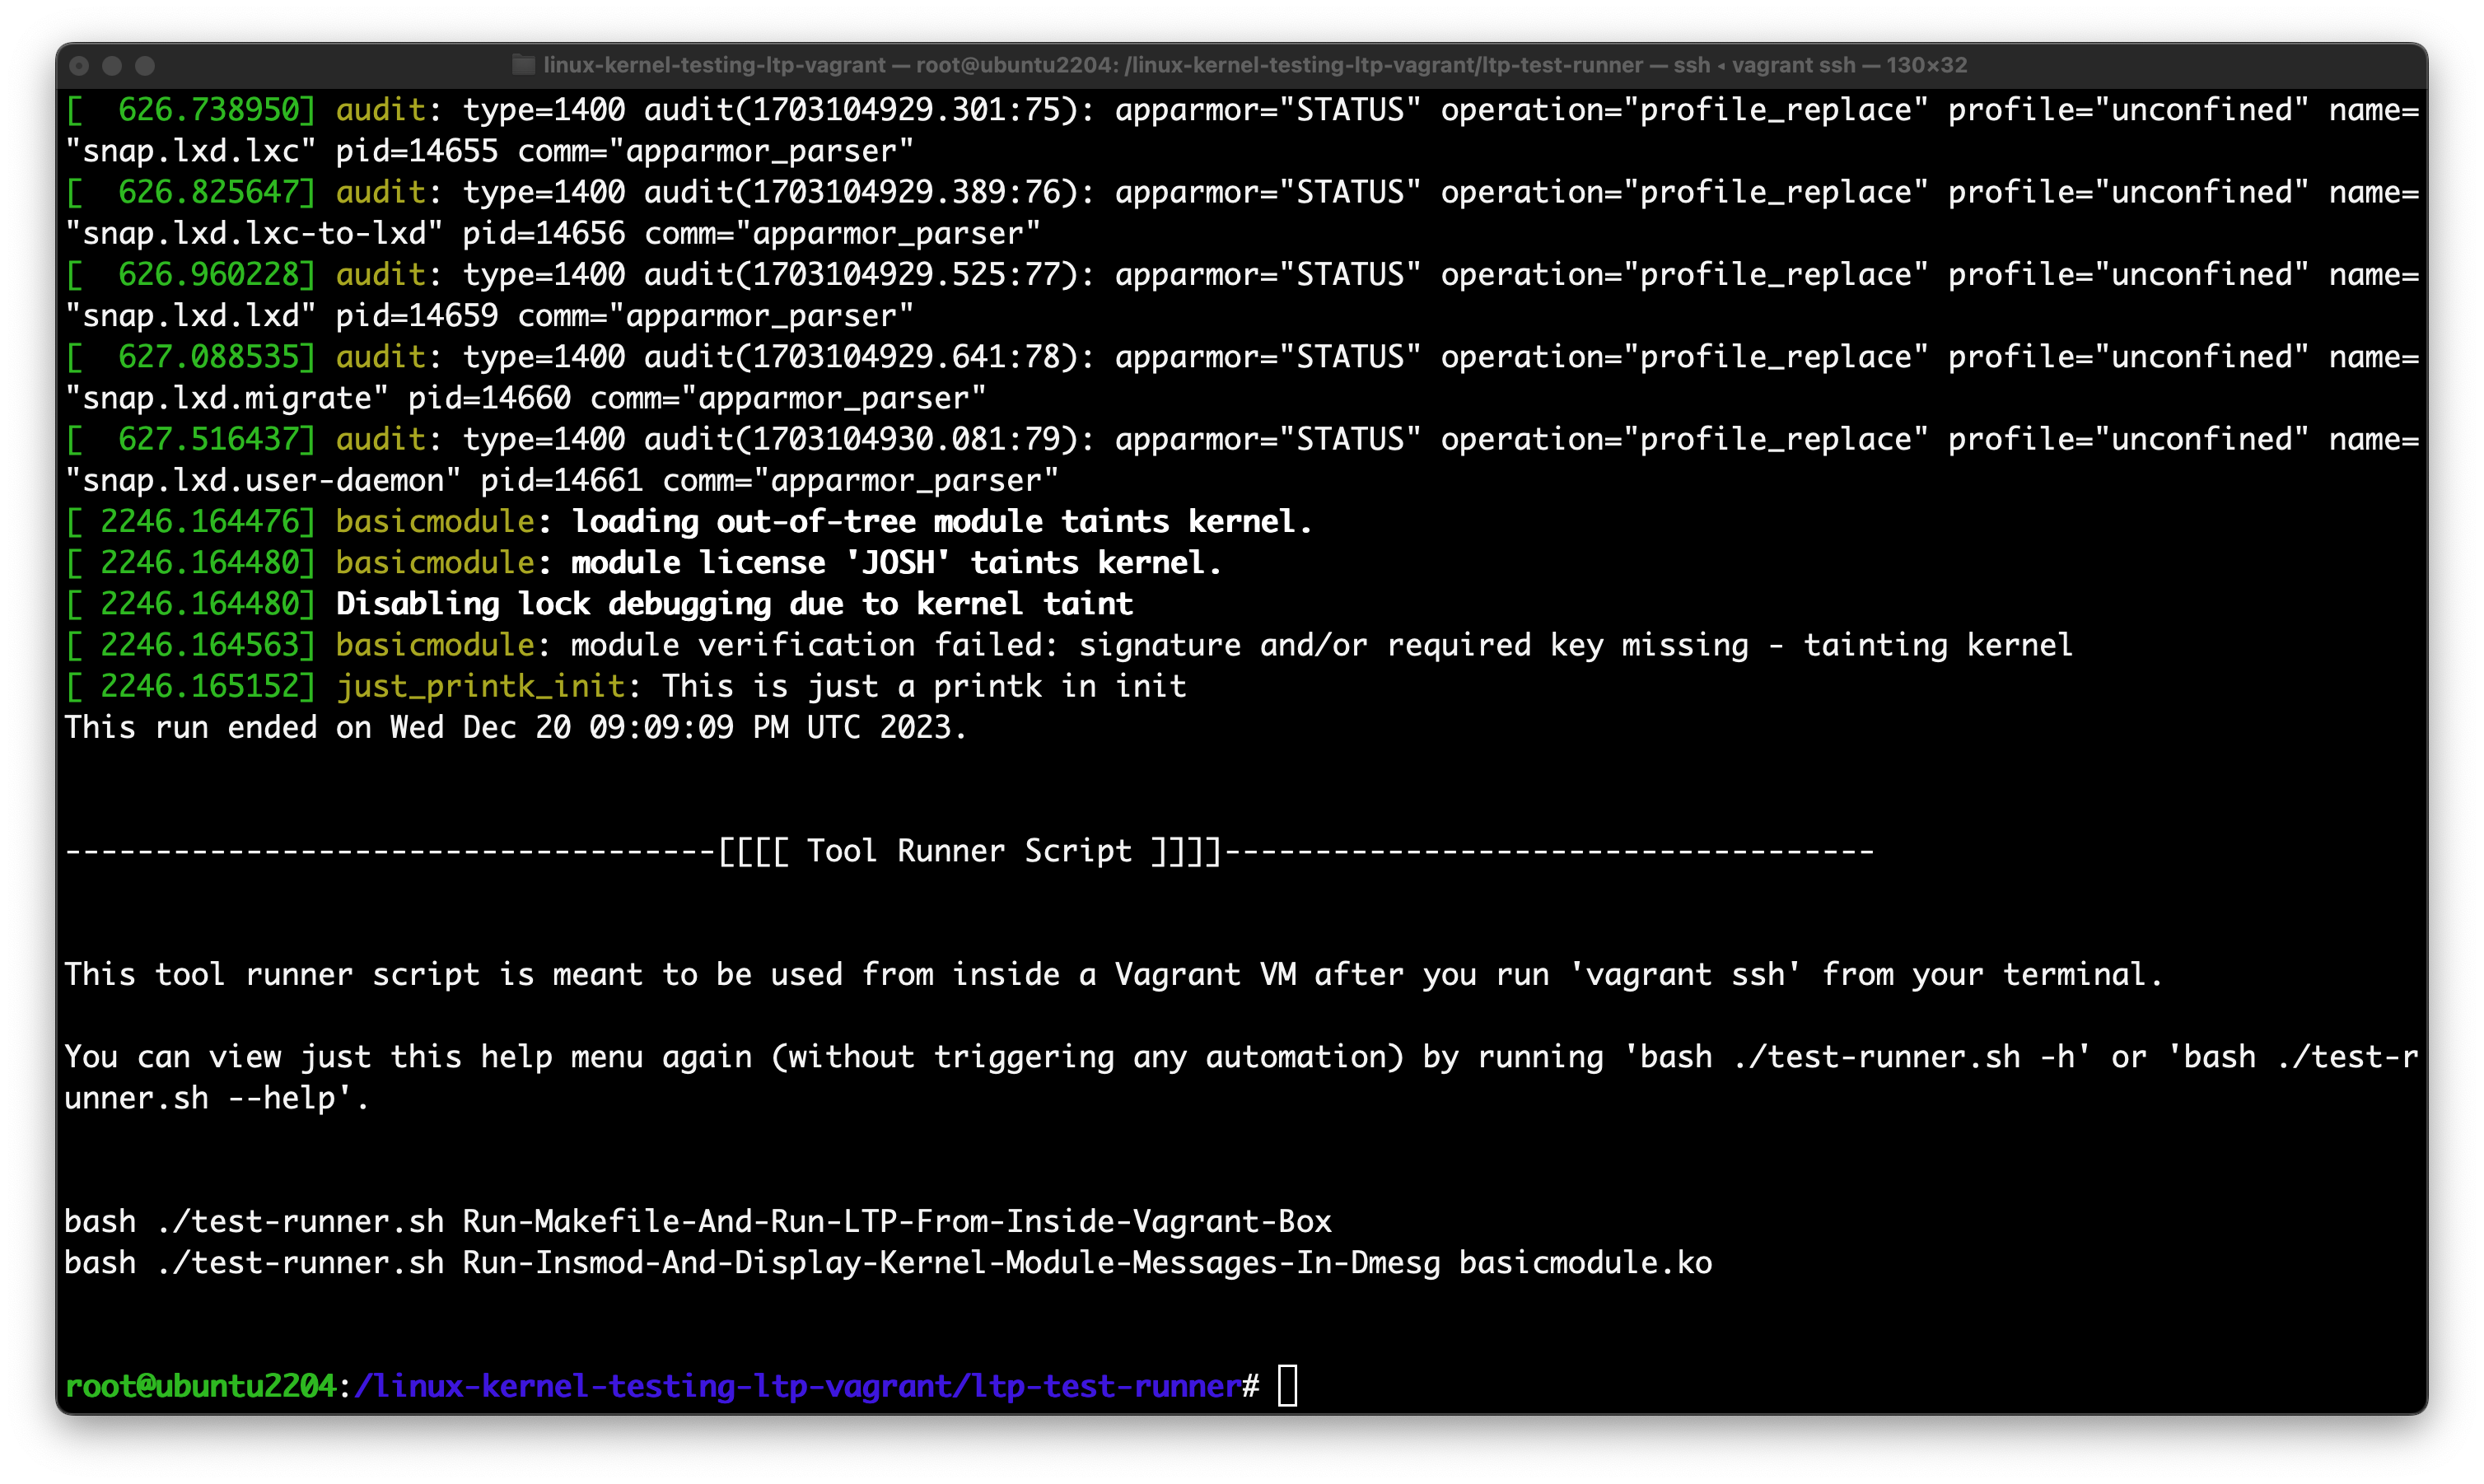 linux-kernel-testing-ltp-vagrant — root@ubuntu2204: /linux-kernel-testing-ltp-vagrant/ltp-test-runner — ssh ◂ vagrant ssh — 130×32
[  626.738950] audit: type=1400 audit(1703104929.301:75): apparmor="STATUS" operation="profile_replace" profile="unconfined" name=
"snap.lxd.lxc" pid=14655 comm="apparmor_parser"
[  626.825647] audit: type=1400 audit(1703104929.389:76): apparmor="STATUS" operation="profile_replace" profile="unconfined" name=
"snap.lxd.lxc-to-lxd" pid=14656 comm="apparmor_parser"
[  626.960228] audit: type=1400 audit(1703104929.525:77): apparmor="STATUS" operation="profile_replace" profile="unconfined" name=
"snap.lxd.lxd" pid=14659 comm="apparmor_parser"
[  627.088535] audit: type=1400 audit(1703104929.641:78): apparmor="STATUS" operation="profile_replace" profile="unconfined" name=
"snap.lxd.migrate" pid=14660 comm="apparmor_parser"
[  627.516437] audit: type=1400 audit(1703104930.081:79): apparmor="STATUS" operation="profile_replace" profile="unconfined" name=
"snap.lxd.user-daemon" pid=14661 comm="apparmor_parser"
[ 2246.164476] basicmodule: loading out-of-tree module taints kernel.
[ 2246.164480] basicmodule: module license 'JOSH' taints kernel.
[ 2246.164480] Disabling lock debugging due to kernel taint
[ 2246.164563] basicmodule: module verification failed: signature and/or required key missing - tainting kernel
[ 2246.165152] just_printk_init: This is just a printk in init
This run ended on Wed Dec 20 09:09:09 PM UTC 2023.
------------------------------------[[[[ Tool Runner Script ]]]]------------------------------------
This tool runner script is meant to be used from inside a Vagrant VM after you run 'vagrant ssh' from your terminal.
You can view just this help menu again (without triggering any automation) by running 'bash ./test-runner.sh -h' or 'bash ./test-r
unner.sh --help'.
bash ./test-runner.sh Run-Makefile-And-Run-LTP-From-Inside-Vagrant-Box
bash ./test-runner.sh Run-Insmod-And-Display-Kernel-Module-Messages-In-Dmesg basicmodule.ko
root@ubuntu2204:/linux-kernel-testing-ltp-vagrant/ltp-test-runner#